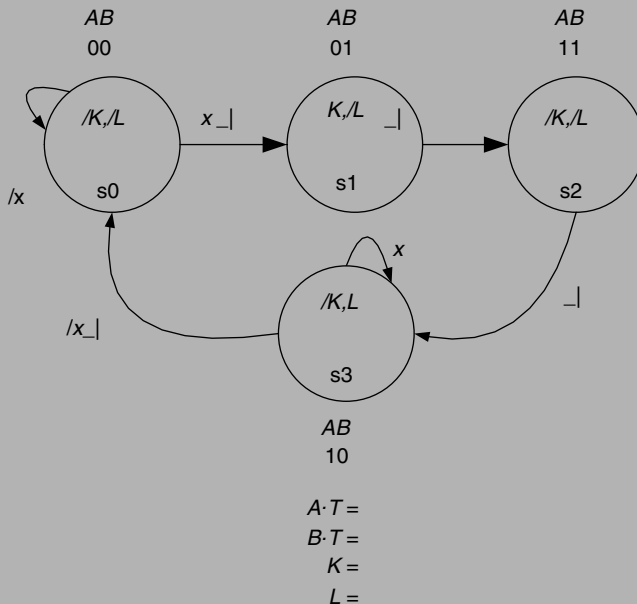 AB AB AB
00 01 11
/K,/L x _| K,/L _| /K,/L
/x s0 s1 s2
x
/x_| /K,L _|
s3
AB
10
A·T =
B·T =
K =
L =